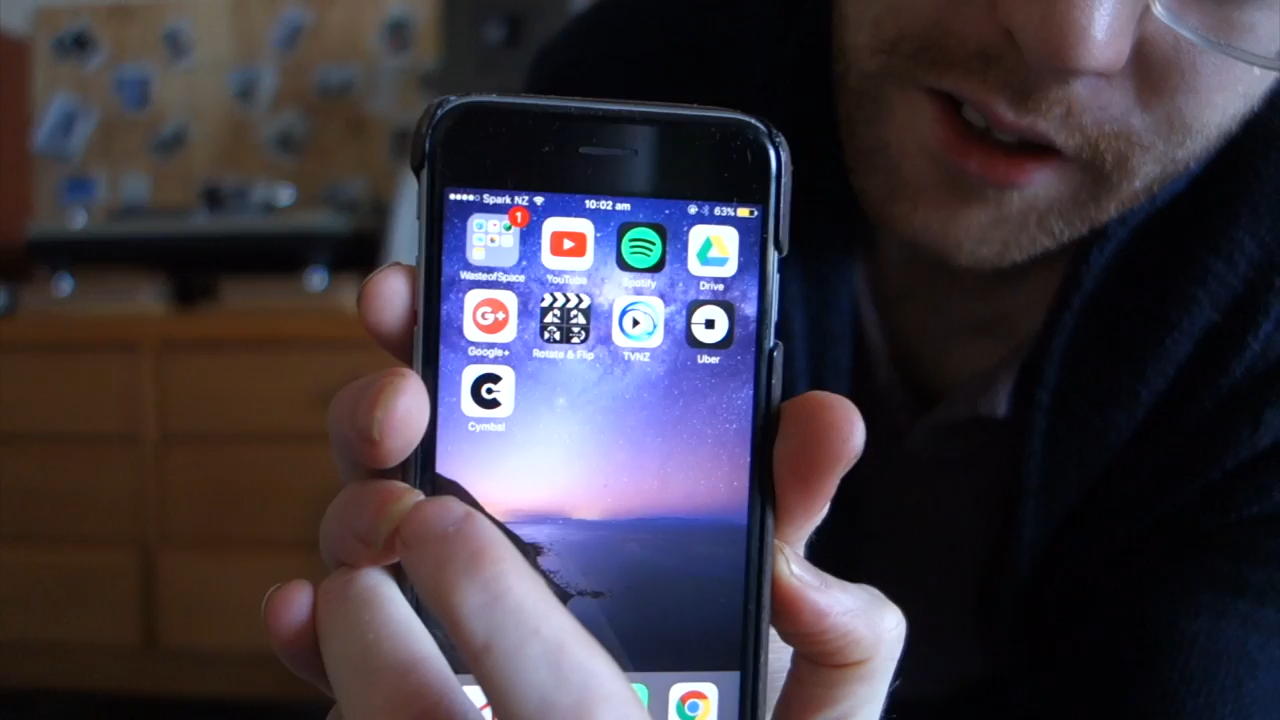 Spark NZ 10:02 am 63%
1
WasteofSpace YouTube Spotify Drive
G+
Google+ Rotate & Flip TVNZ Uber
Cymbal